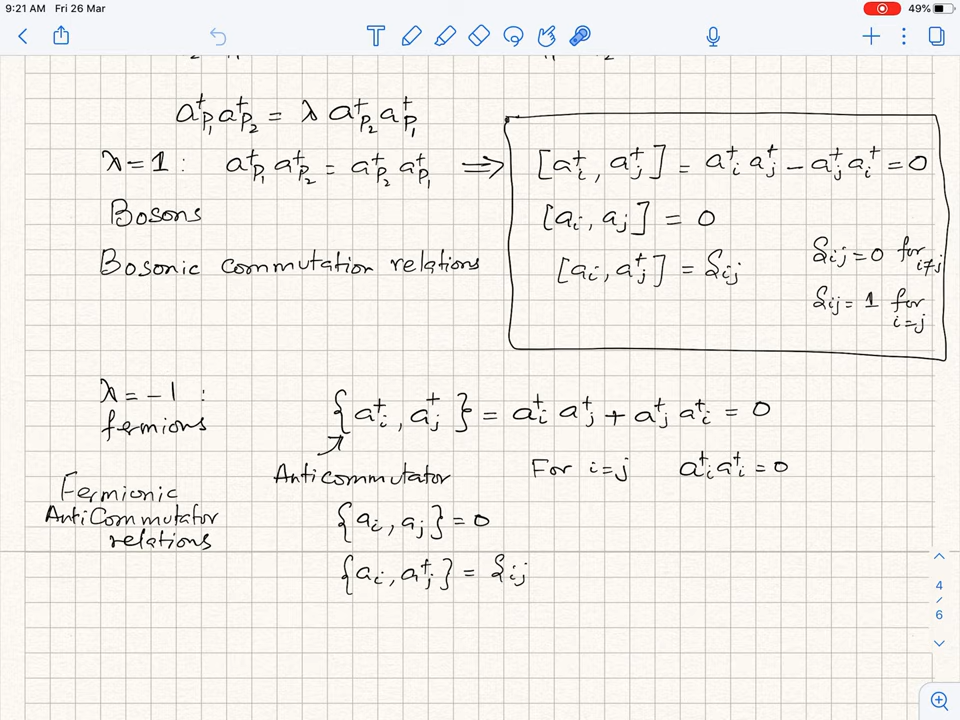 9:21 AM Fri 26 Mar
49%
a†p₁ a†p₂ = λ a†p₂ a†p₁
λ = 1 : a†p₁ a†p₂ = a†p₂ a†p₁ ⟹ [a†i, a†j] = a†i a†j − a†j a†i = 0
Bosons
[ai, aj] = 0
Bosonic commutation relations
[ai, a†j] = δij
δij = 0 for i≠j
δij = 1 for i=j
λ = −1 :
fermions
{a†i, a†j} = a†i a†j + a†j a†i = 0
Anticommutator
For i=j a†i a†i = 0
Fermionic
AntiCommutator
relations
{ai, aj} = 0
{ai, a†j} = δij
4
/
6